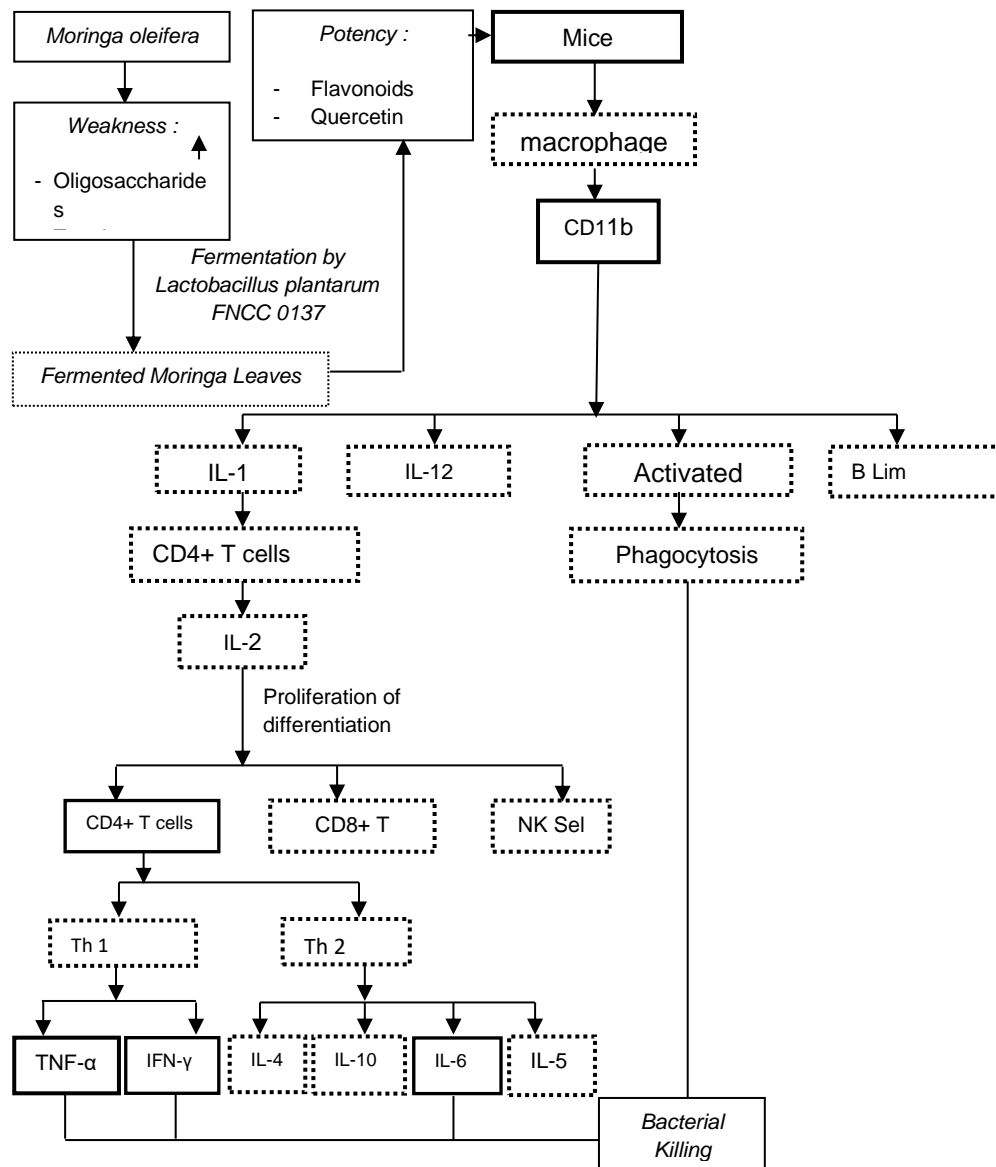 Moringa oleifera
Weakness :
- Oligosaccharide
s
Fermentation by
Lactobacillus plantarum
FNCC 0137
Fermented Moringa Leaves
Potency :
- Flavonoids
- Quercetin
Mice
macrophage
CD11b
IL-1
IL-12
Activated
B Lim
CD4+ T cells
Phagocytosis
IL-2
Proliferation of
differentiation
CD4+ T cells
CD8+ T
NK Sel
Th 1
Th 2
TNF-α
IFN-γ
IL-4
IL-10
IL-6
IL-5
Bacterial
Killing